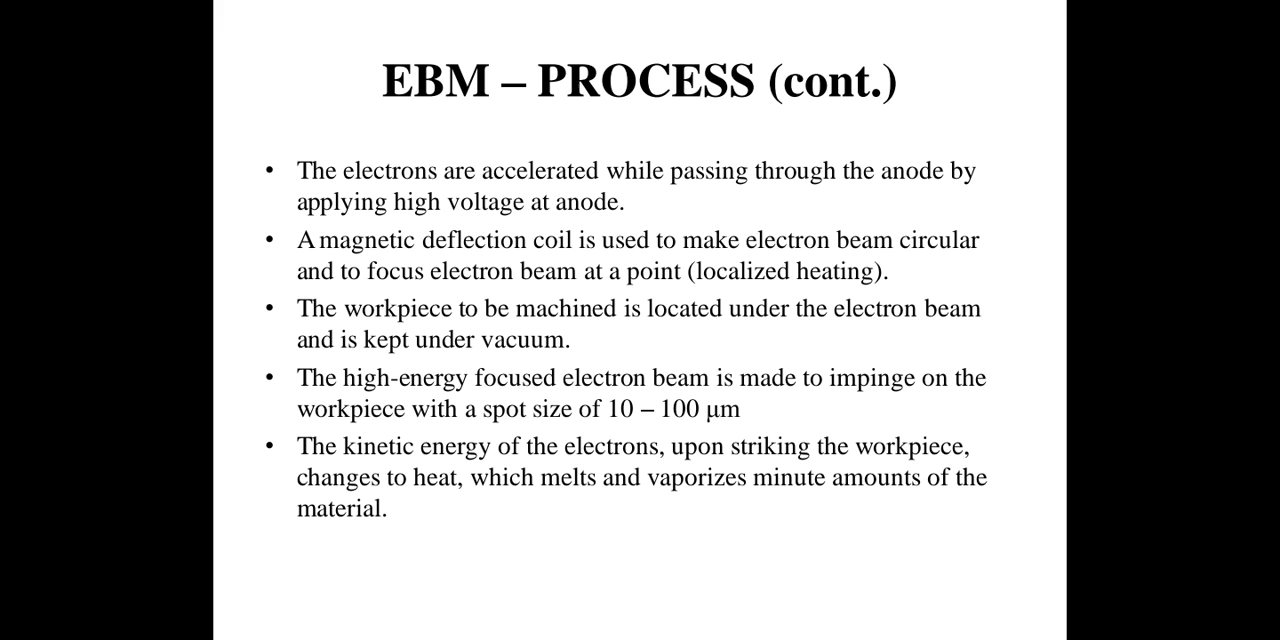 EBM – PROCESS (cont.)
• The electrons are accelerated while passing through the anode by
applying high voltage at anode.
• A magnetic deflection coil is used to make electron beam circular
and to focus electron beam at a point (localized heating).
• The workpiece to be machined is located under the electron beam
and is kept under vacuum.
• The high-energy focused electron beam is made to impinge on the
workpiece with a spot size of 10 – 100 μm
• The kinetic energy of the electrons, upon striking the workpiece,
changes to heat, which melts and vaporizes minute amounts of the
material.